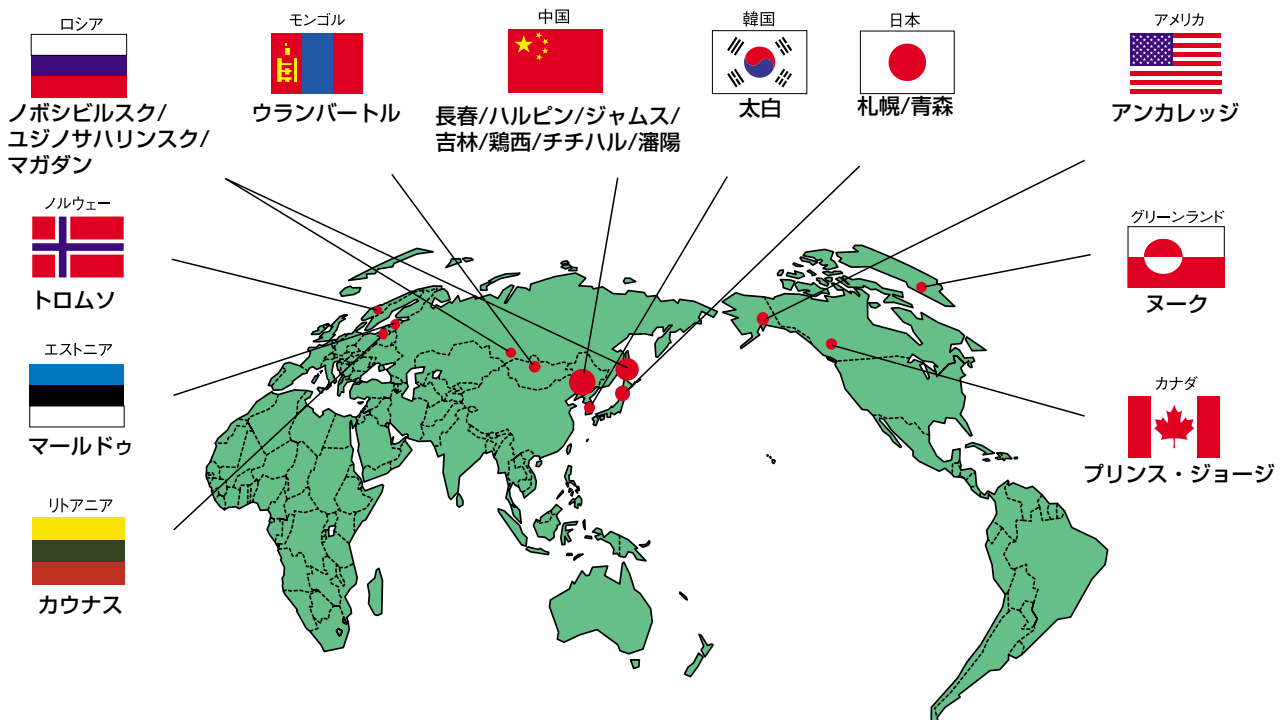 ロシア
ノボシビルスク/
ユジノサハリンスク/
マガダン
モンゴル
ウランバートル
中国
長春/ハルピン/ジャムス/
吉林/鶏西/チチハル/瀋陽
韓国
太白
日本
札幌/青森
アメリカ
アンカレッジ
ノルウェー
トロムソ
エストニア
マールドゥ
リトアニア
カウナス
グリーンランド
ヌーク
カナダ
プリンス・ジョージ